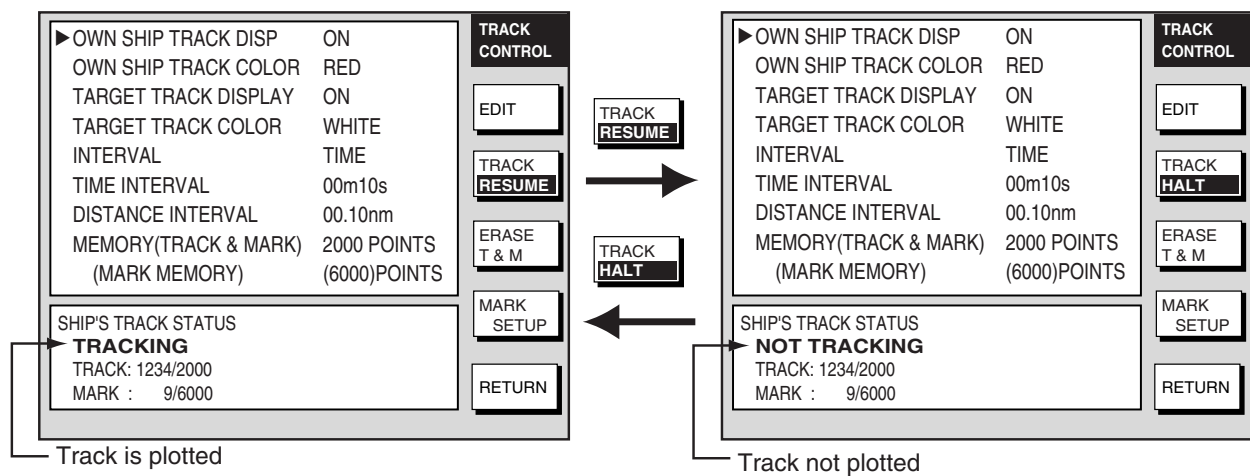 OWN SHIP TRACK DISP ON
OWN SHIP TRACK COLOR RED
TARGET TRACK DISPLAY ON
TARGET TRACK COLOR WHITE
INTERVAL TIME
TIME INTERVAL 00m10s
DISTANCE INTERVAL 00.10nm
MEMORY(TRACK & MARK) 2000 POINTS
(MARK MEMORY) (6000)POINTS
SHIP'S TRACK STATUS
TRACKING
TRACK: 1234/2000
MARK : 9/6000
TRACK
CONTROL
EDIT
TRACK
RESUME
ERASE
T & M
MARK
SETUP
RETURN
Track is plotted
TRACK
RESUME
TRACK
HALT
OWN SHIP TRACK DISP ON
OWN SHIP TRACK COLOR RED
TARGET TRACK DISPLAY ON
TARGET TRACK COLOR WHITE
INTERVAL TIME
TIME INTERVAL 00m10s
DISTANCE INTERVAL 00.10nm
MEMORY(TRACK & MARK) 2000 POINTS
(MARK MEMORY) (6000)POINTS
SHIP'S TRACK STATUS
NOT TRACKING
TRACK: 1234/2000
MARK : 9/6000
TRACK
CONTROL
EDIT
TRACK
HALT
ERASE
T & M
MARK
SETUP
RETURN
Track not plotted